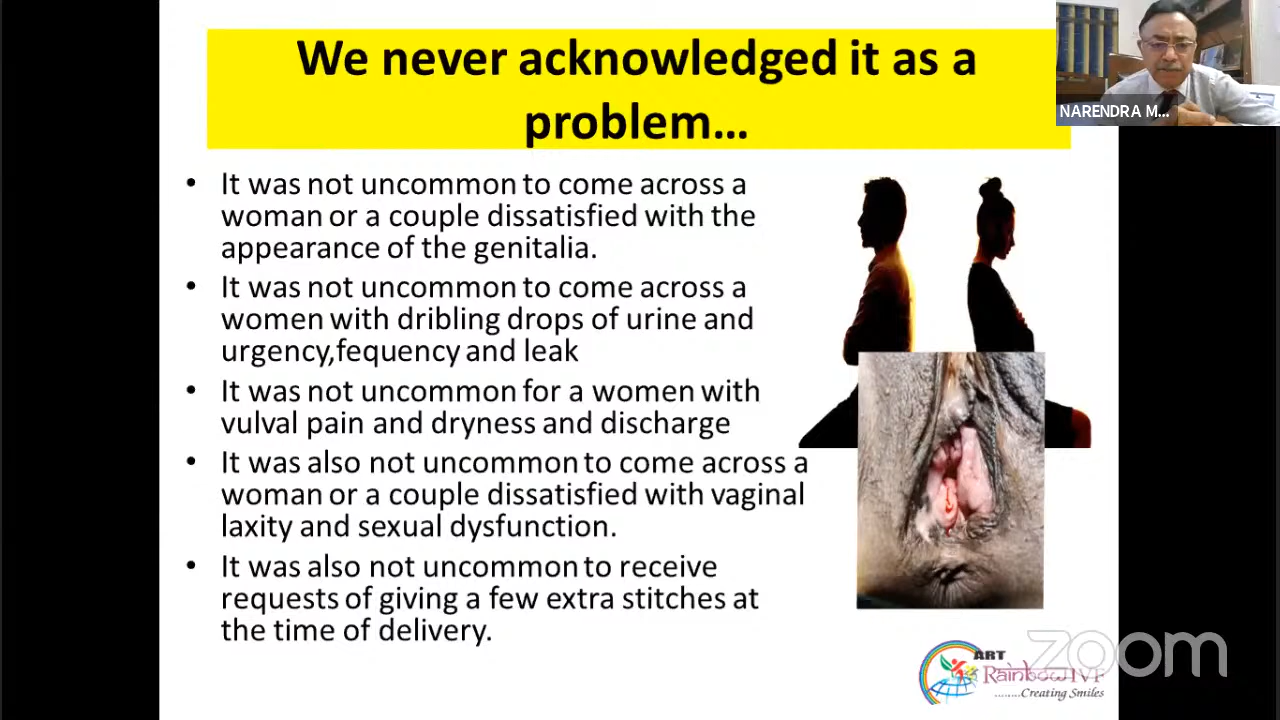 We never acknowledged it as a
problem...
NARENDRA M...
• It was not uncommon to come across a
woman or a couple dissatisfied with the
appearance of the genitalia.
• It was not uncommon to come across a
women with dribling drops of urine and
urgency,fequency and leak
• It was not uncommon for a women with
vulval pain and dryness and discharge
• It was also not uncommon to come across a
woman or a couple dissatisfied with vaginal
laxity and sexual dysfunction.
• It was also not uncommon to receive
requests of giving a few extra stitches at
the time of delivery.
ART
Rainbow IVF
.......Creating Smiles
zoom